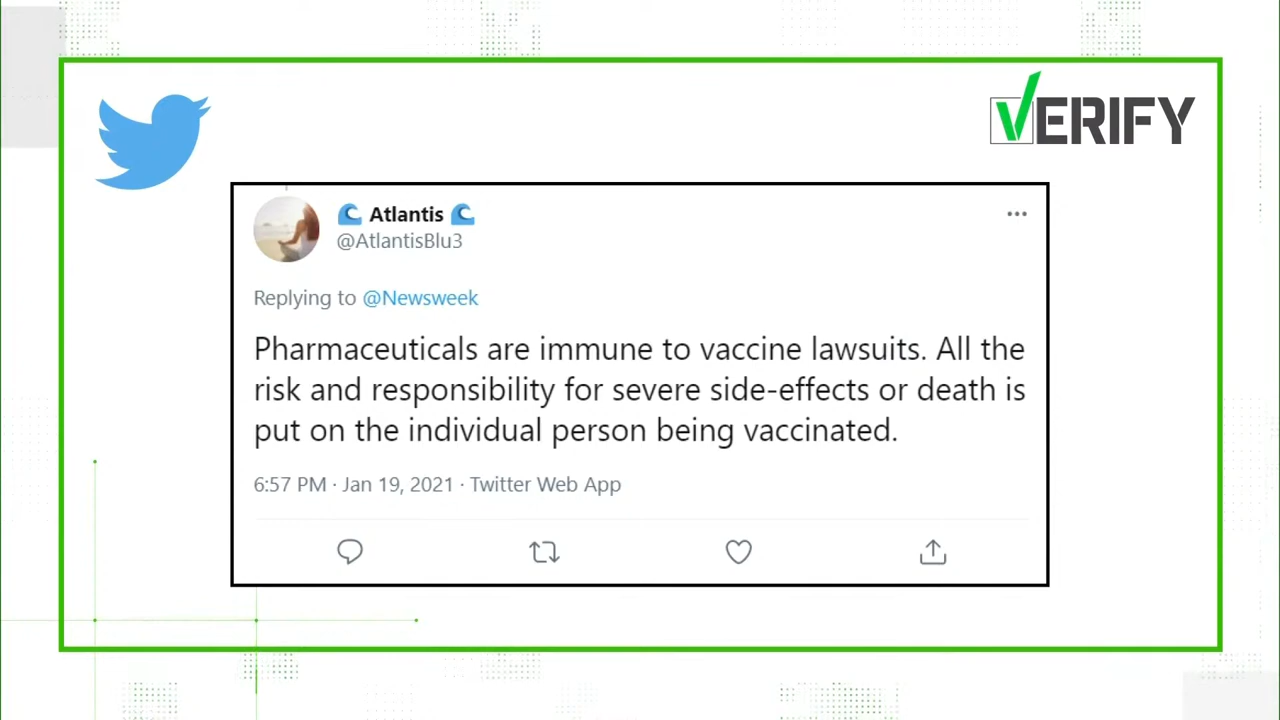 VERIFY
🌊 Atlantis 🌊
@AtlantisBlu3
Replying to @Newsweek
Pharmaceuticals are immune to vaccine lawsuits. All the
risk and responsibility for severe side-effects or death is
put on the individual person being vaccinated.
6:57 PM · Jan 19, 2021 · Twitter Web App